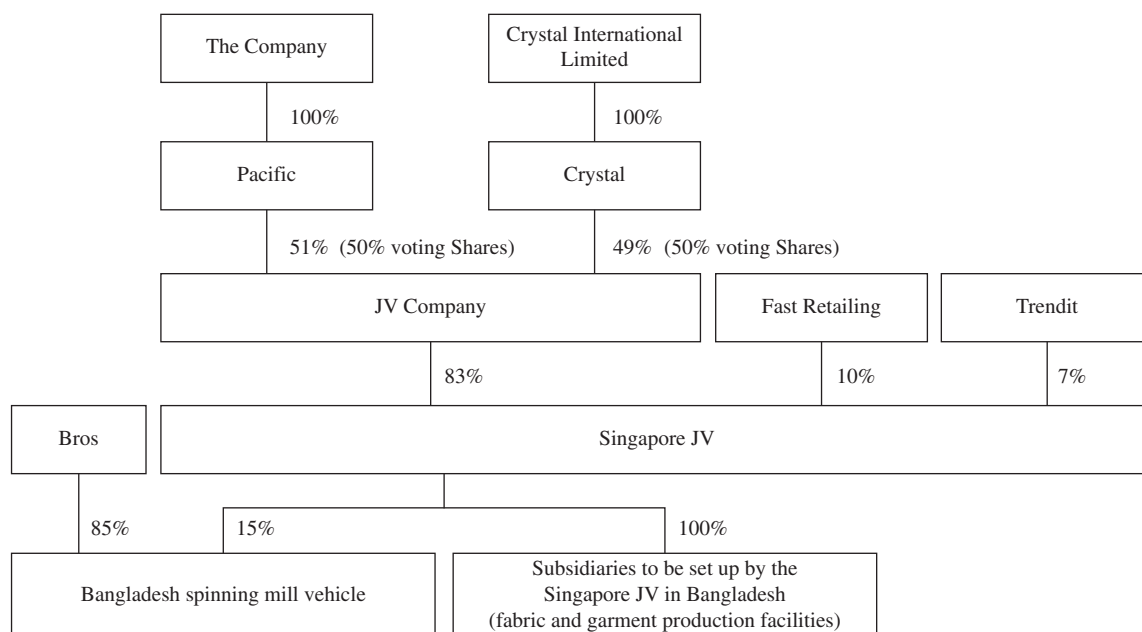 The Company
Crystal International
Limited
100%
100%
Pacific
Crystal
51% (50% voting Shares)
49% (50% voting Shares)
JV Company
Fast Retailing
Trendit
83%
10%
7%
Bros
Singapore JV
85%
15%
100%
Bangladesh spinning mill vehicle
Subsidiaries to be set up by the
Singapore JV in Bangladesh
(fabric and garment production facilities)